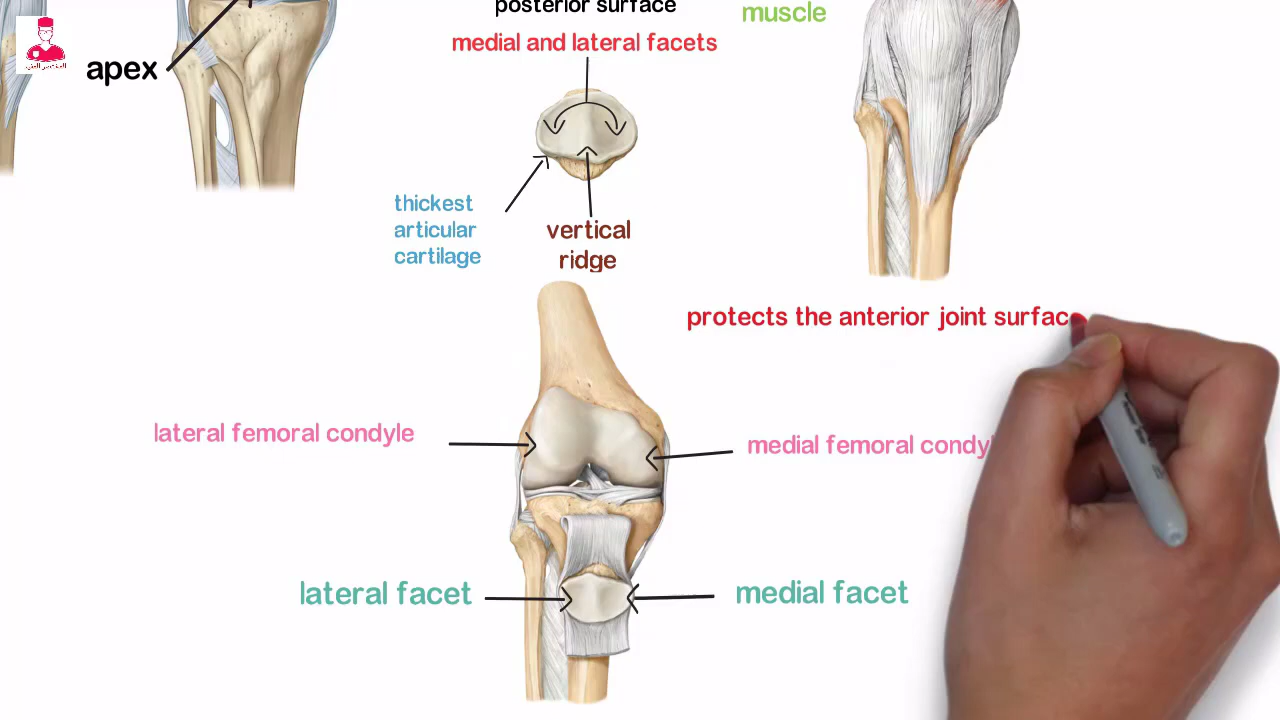 posterior surface
muscle
medial and lateral facets
apex
thickest
articular
cartilage
vertical
ridge
protects the anterior joint surfac
lateral femoral condyle
medial femoral condy
lateral facet
medial facet